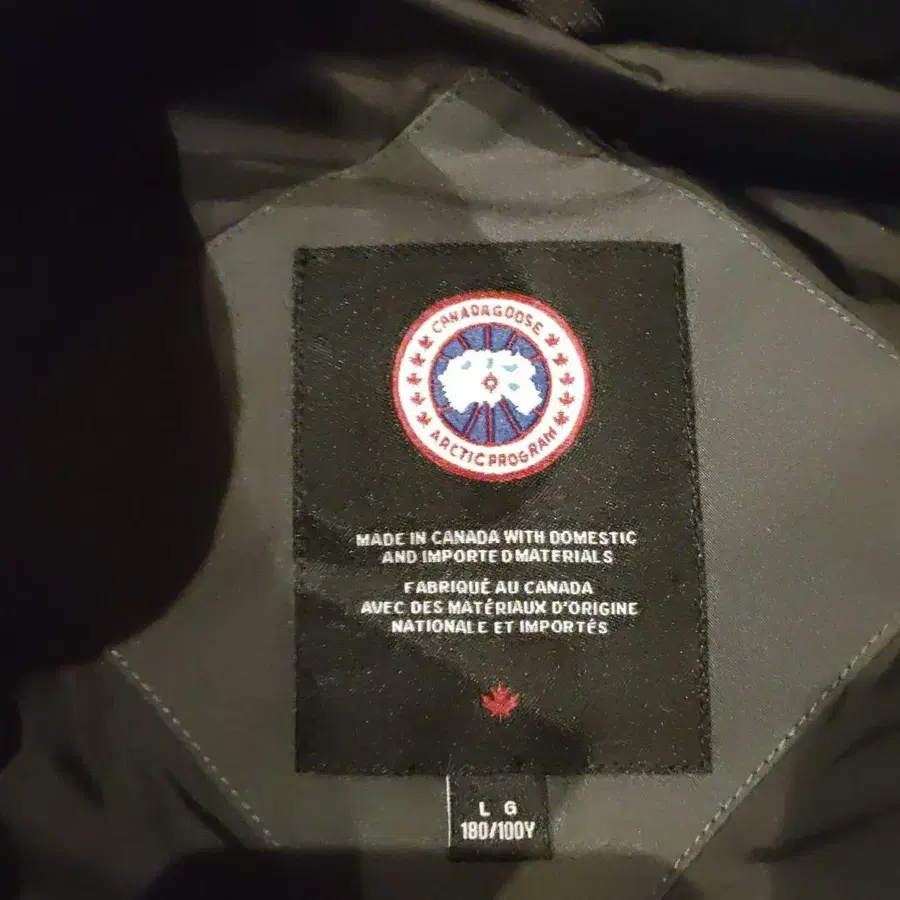 CANADA GOOSE
ARCTIC PROGRAM
MADE IN CANADA WITH DOMESTIC
AND IMPORTED MATERIALS
FABRIQUÉ AU CANADA
AVEC DES MATÉRIAUX D'ORIGINE
NATIONALE ET IMPORTÉS
L G
180/100Y